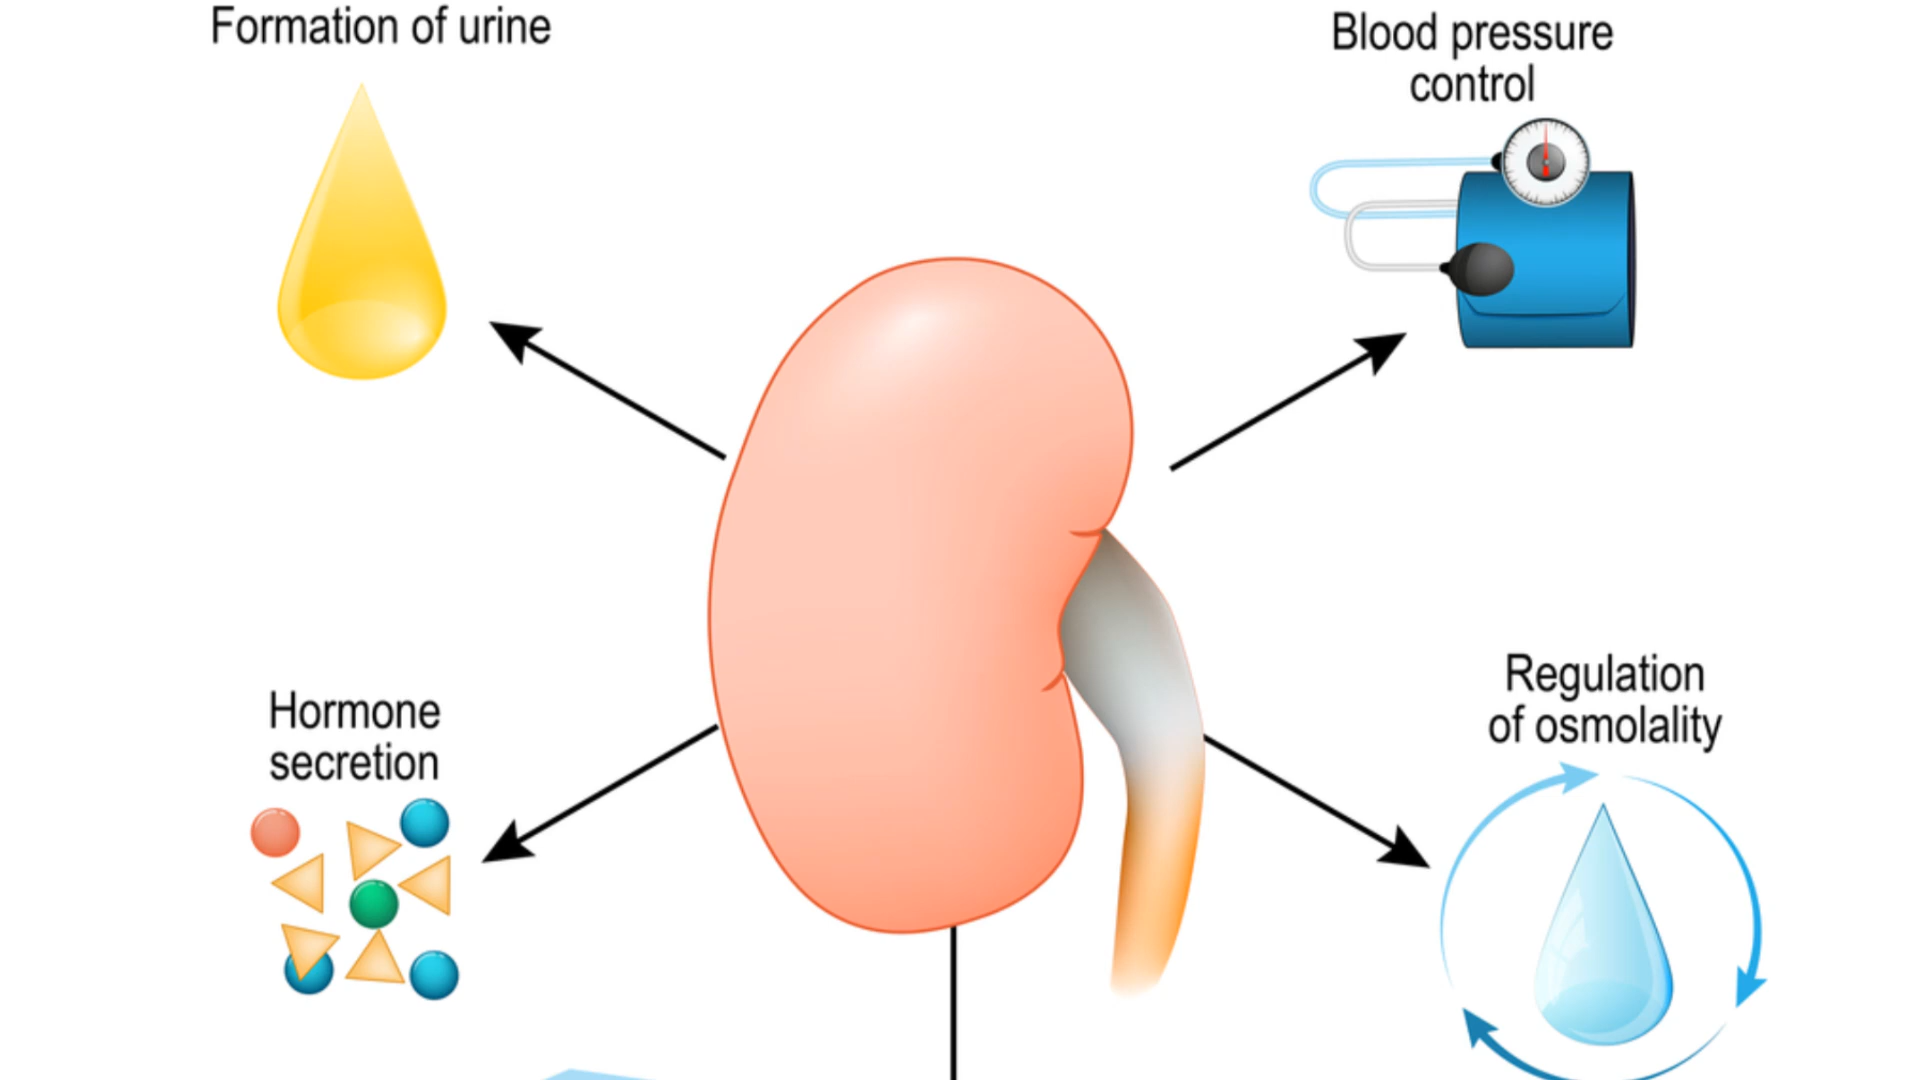 Formation of urine
Blood pressure
control
Hormone
secretion
Regulation
of osmolality